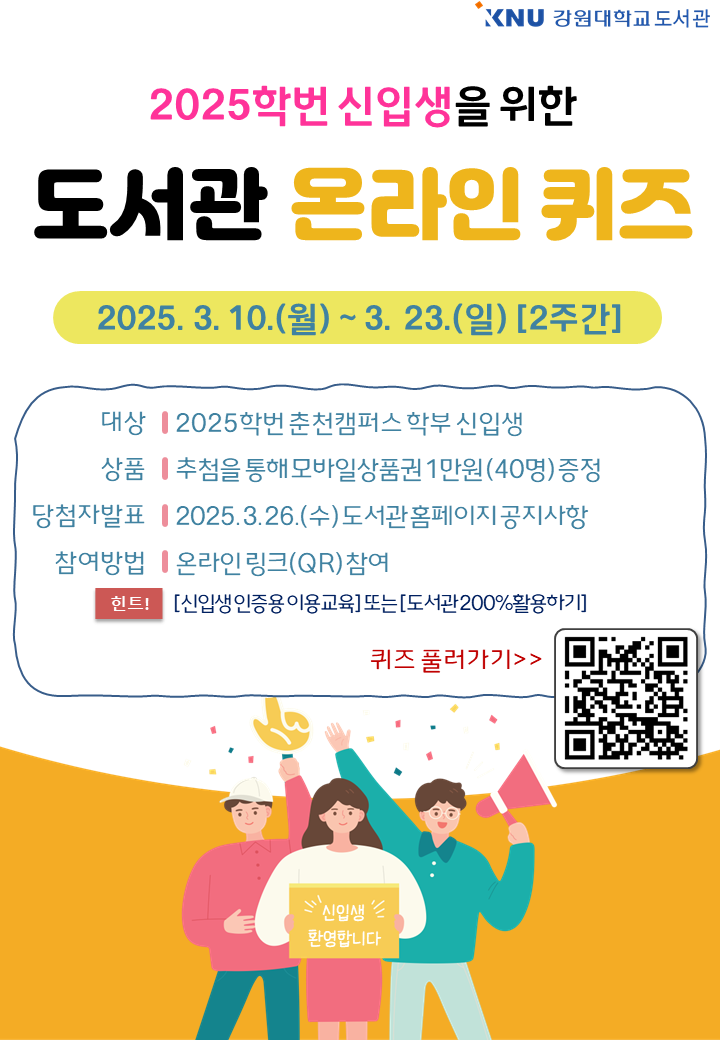 KNU 강원대학교도서관
2025학번 신입생을 위한
도서관 온라인 퀴즈
2025. 3. 10.(월) ~ 3. 23.(일) [2주간]
대상 2025학번 춘천캠퍼스 학부 신입생
상품 추첨을 통해 모바일상품권 1만원 (40명) 증정
당첨자발표 2025.3.26.(수) 도서관 홈페이지 공지사항
참여방법 온라인 링크(QR) 참여
힌트! [신입생 인증용 이용교육] 또는 [도서관 200%활용하기]
퀴즈 풀러가기>>
신입생
환영합니다